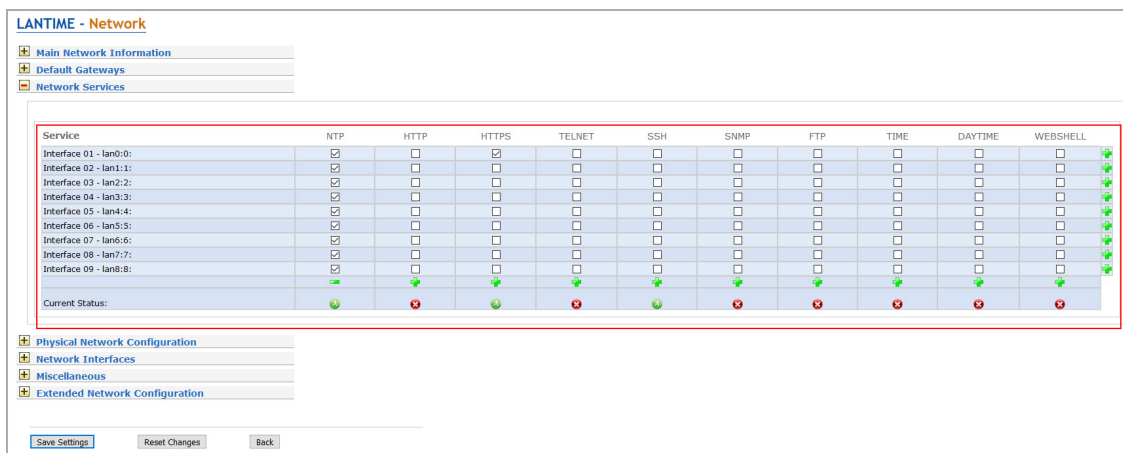 LANTIME - Network
Main Network Information
Default Gateways
Network Services
Service NTP HTTP HTTPS TELNET SSH SNMP FTP TIME DAYTIME WEBSHELL
Interface 01 - lan0:0:
Interface 02 - lan1:1:
Interface 03 - lan2:2:
Interface 04 - lan3:3:
Interface 05 - lan4:4:
Interface 06 - lan5:5:
Interface 07 - lan6:6:
Interface 08 - lan7:7:
Interface 09 - lan8:8:
Current Status:
Physical Network Configuration
Network Interfaces
Miscellaneous
Extended Network Configuration
Save Settings Reset Changes Back